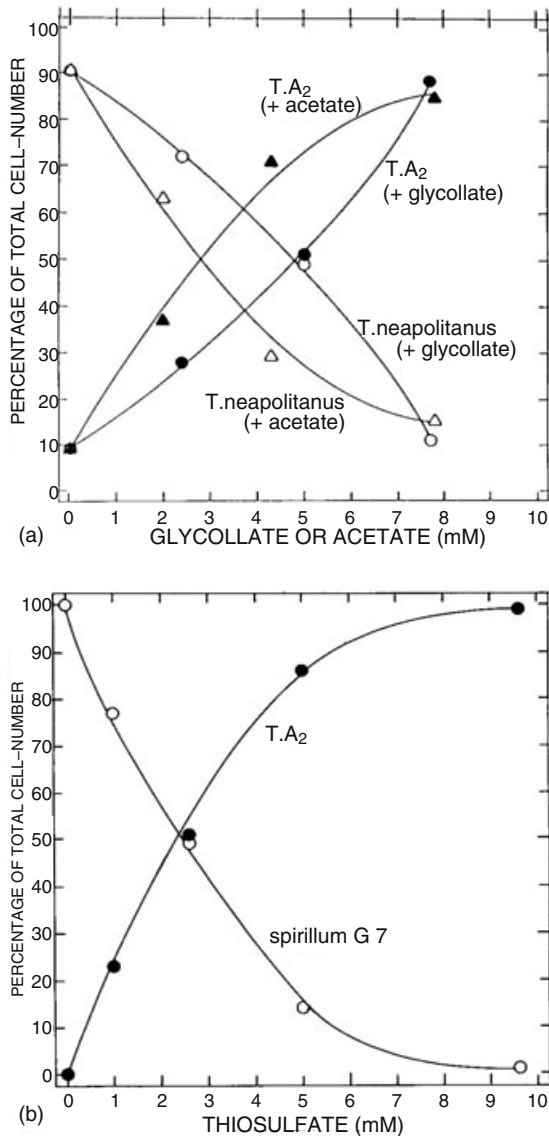 PERCENTAGE OF TOTAL CELL–NUMBER
100
90
80
70
60
50
40
30
20
10
0
T.A2
(+ acetate)
T.A2
(+ glycollate)
T.neapolitanus
(+ glycollate)
T.neapolitanus
(+ acetate)
0 1 2 3 4 5 6 7 8 9 10
(a) GLYCOLLATE OR ACETATE (mM)
PERCENTAGE OF TOTAL CELL–NUMBER
100
90
80
70
60
50
40
30
20
10
0
T.A2
spirillum G 7
0 1 2 3 4 5 6 7 8 9 10
(b) THIOSULFATE (mM)